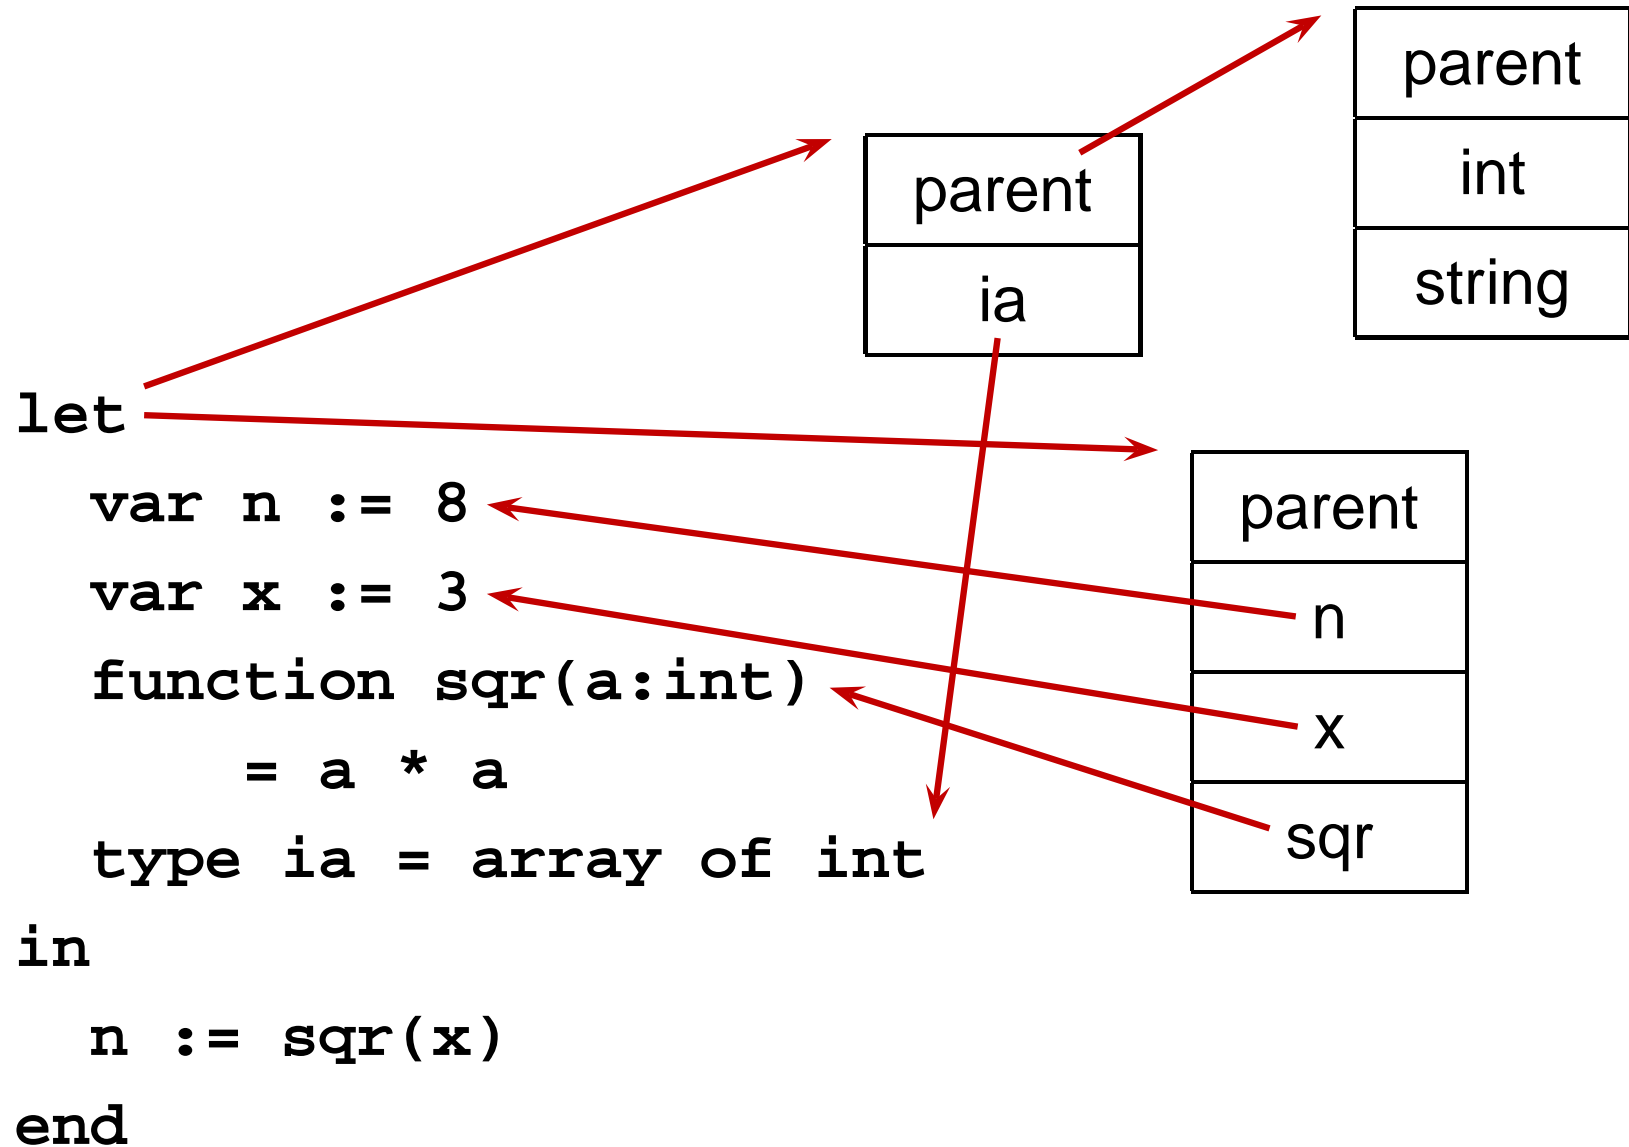 parent
int
string
parent
ia
let
var n := 8
var x := 3
function sqr(a:int)
= a * a
type ia = array of int
in
n := sqr(x)
end
parent
n
x
sqr